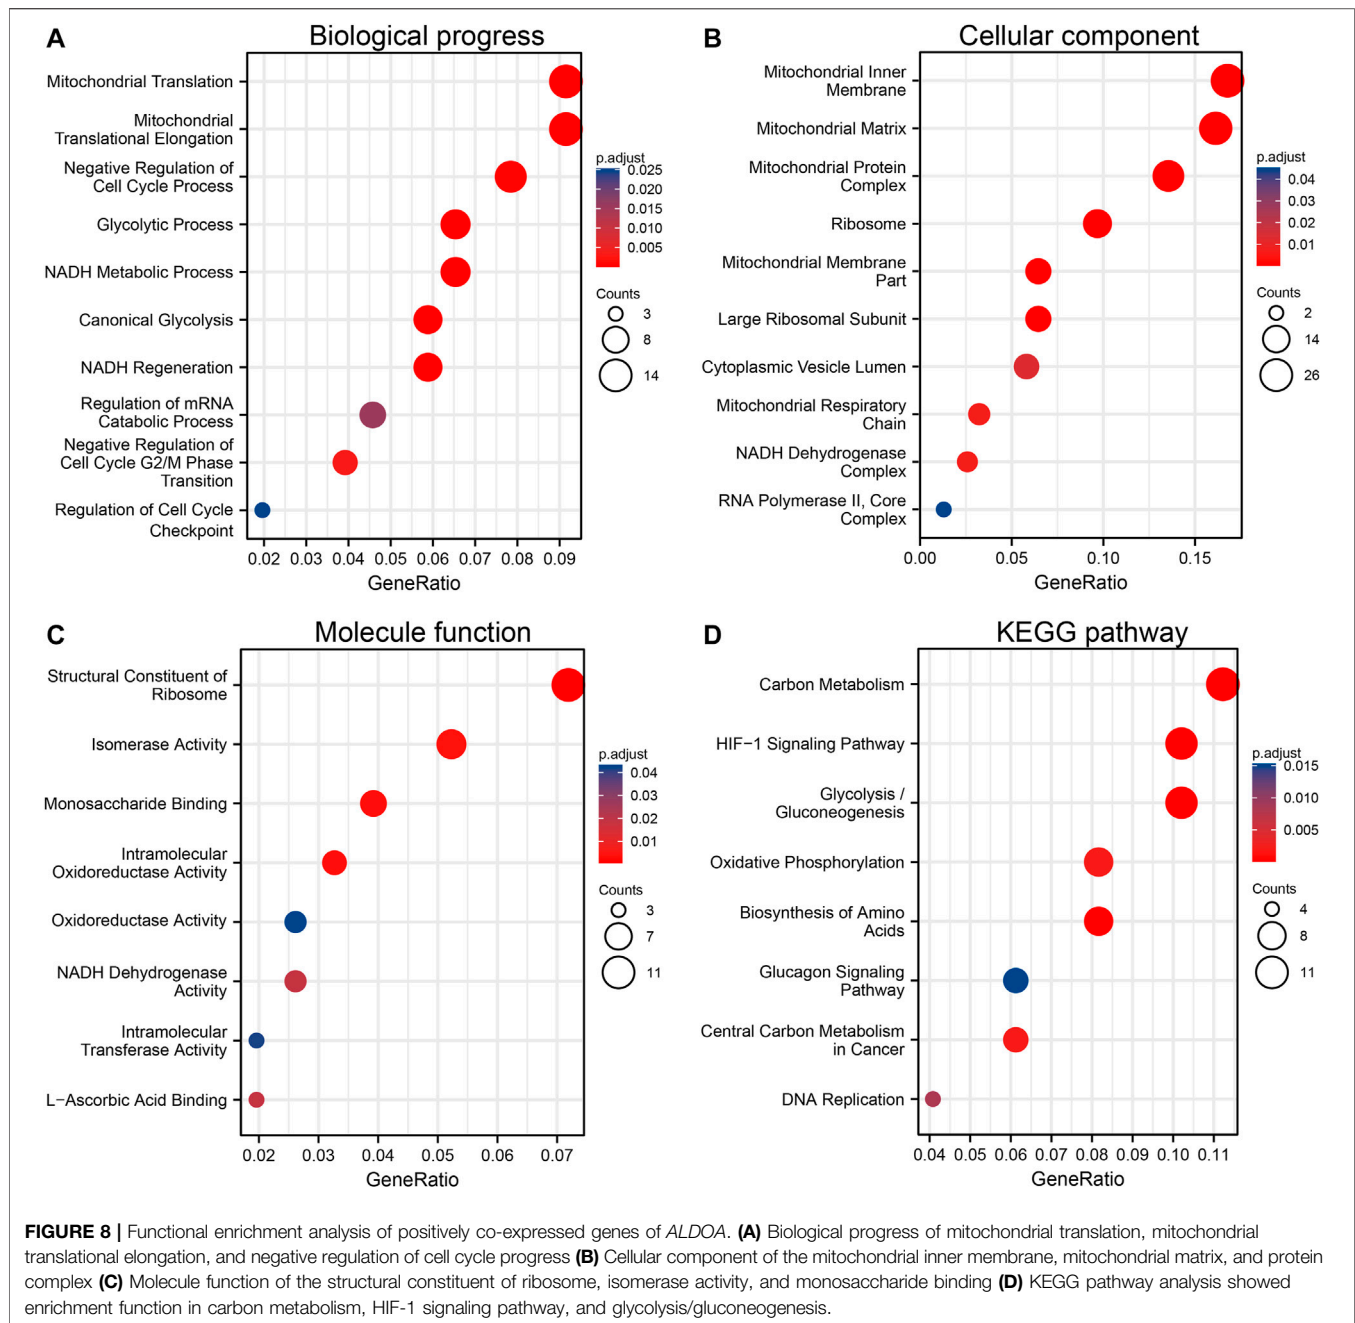 A
Biological progress
Mitochondrial Translation
Mitochondrial
Translational Elongation
Negative Regulation of
Cell Cycle Process
Glycolytic Process
NADH Metabolic Process
Canonical Glycolysis
NADH Regeneration
Regulation of mRNA
Catabolic Process
Negative Regulation of
Cell Cycle G2/M Phase
Transition
Regulation of Cell Cycle
Checkpoint
0.02 0.03 0.04 0.05 0.06 0.07 0.08 0.09
GeneRatio
p.adjust
0.025
0.020
0.015
0.010
0.005
Counts
3
8
14
B
Cellular component
Mitochondrial Inner
Membrane
Mitochondrial Matrix
Mitochondrial Protein
Complex
Ribosome
Mitochondrial Membrane
Part
Large Ribosomal Subunit
Cytoplasmic Vesicle Lumen
Mitochondrial Respiratory
Chain
NADH Dehydrogenase
Complex
RNA Polymerase II, Core
Complex
0.00 0.05 0.10 0.15
GeneRatio
p.adjust
0.04
0.03
0.02
0.01
Counts
2
14
26
C
Molecule function
Structural Constituent of
Ribosome
Isomerase Activity
Monosaccharide Binding
Intramolecular
Oxidoreductase Activity
Oxidoreductase Activity
NADH Dehydrogenase
Activity
Intramolecular
Transferase Activity
L−Ascorbic Acid Binding
0.02 0.03 0.04 0.05 0.06 0.07
GeneRatio
p.adjust
0.04
0.03
0.02
0.01
Counts
3
7
11
D
KEGG pathway
Carbon Metabolism
HIF−1 Signaling Pathway
Glycolysis /
Gluconeogenesis
Oxidative Phosphorylation
Biosynthesis of Amino
Acids
Glucagon Signaling
Pathway
Central Carbon Metabolism
in Cancer
DNA Replication
0.04 0.05 0.06 0.07 0.08 0.09 0.10 0.11
GeneRatio
p.adjust
0.015
0.010
0.005
Counts
4
8
11
FIGURE 8 | Functional enrichment analysis of positively co-expressed genes of ALDOA. (A) Biological progress of mitochondrial translation, mitochondrial
translational elongation, and negative regulation of cell cycle progress (B) Cellular component of the mitochondrial inner membrane, mitochondrial matrix, and protein
complex (C) Molecule function of the structural constituent of ribosome, isomerase activity, and monosaccharide binding (D) KEGG pathway analysis showed
enrichment function in carbon metabolism, HIF-1 signaling pathway, and glycolysis/gluconeogenesis.